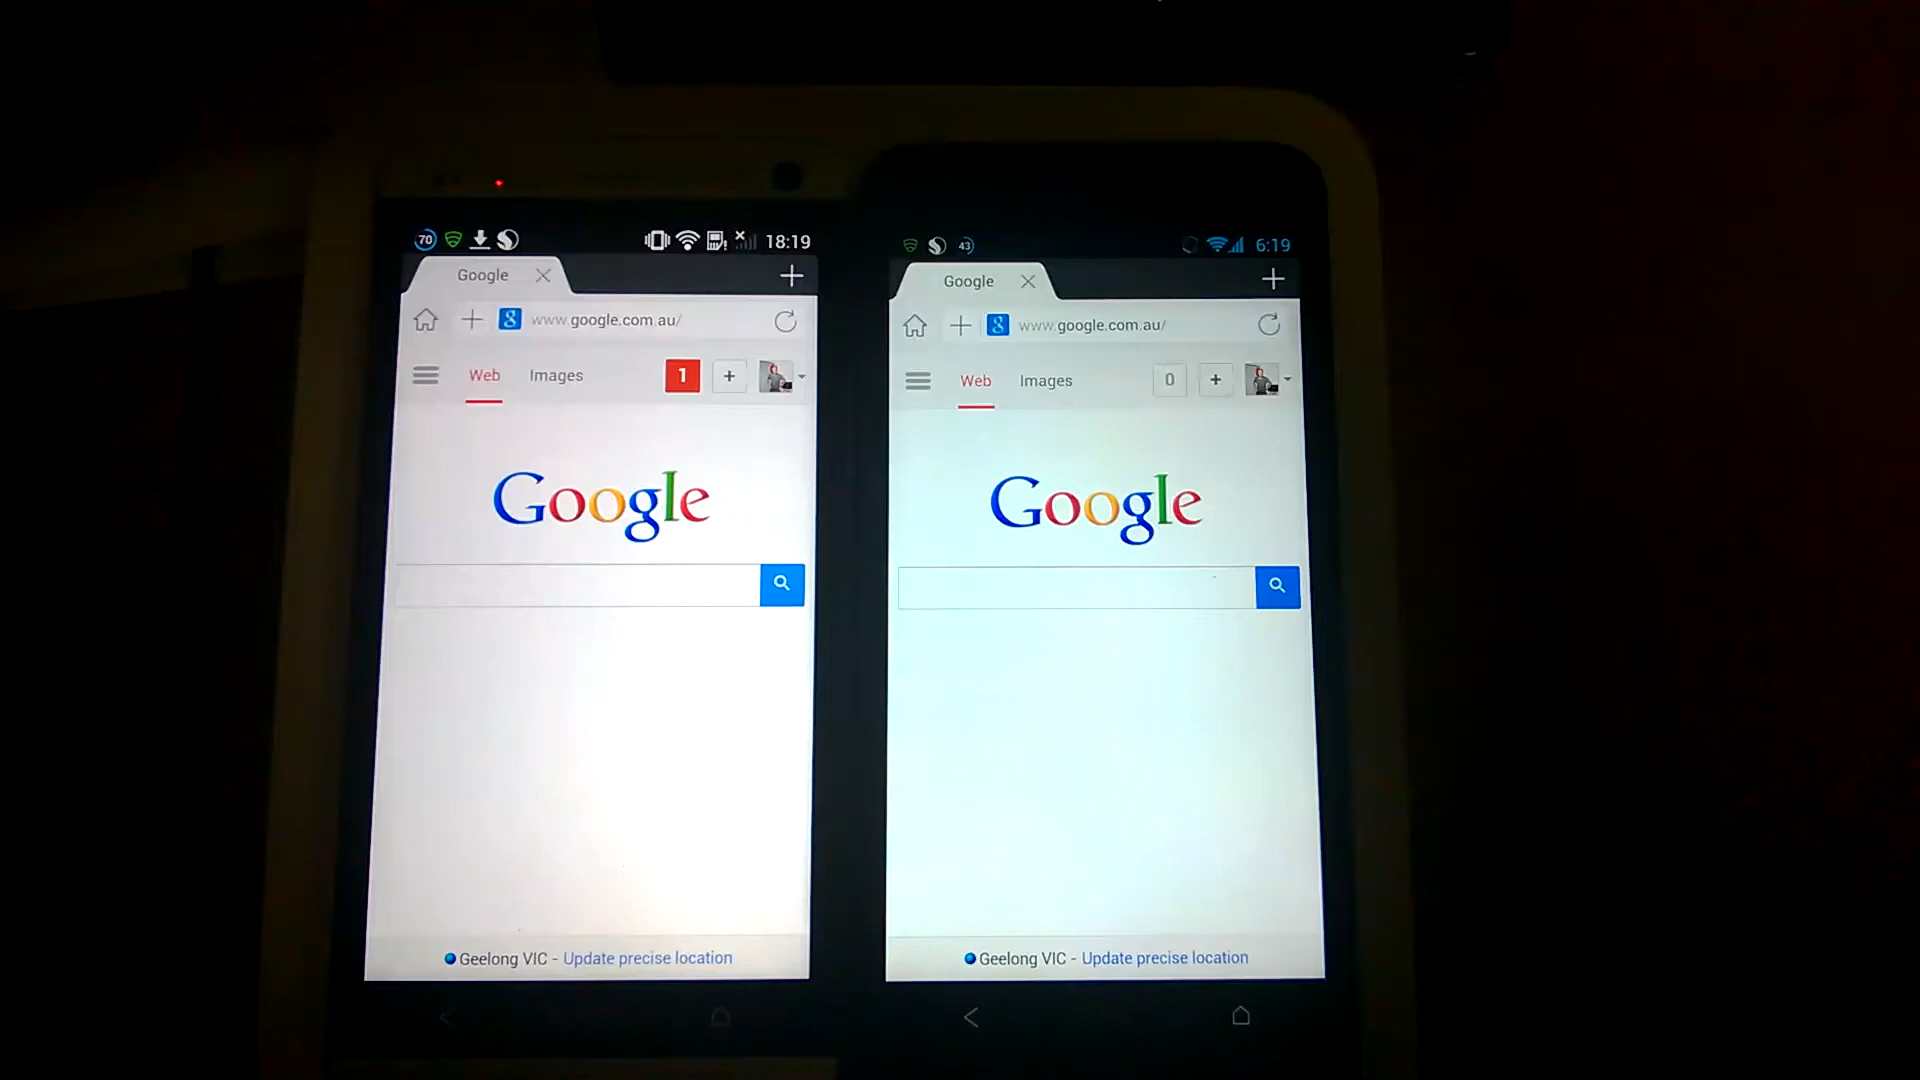 70 18:19
Google
www.google.com.au/
Web Images 1 +
Google
Geelong VIC - Update precise location
43 6:19
Google
www.google.com.au/
Web Images 0 +
Google
Geelong VIC - Update precise location